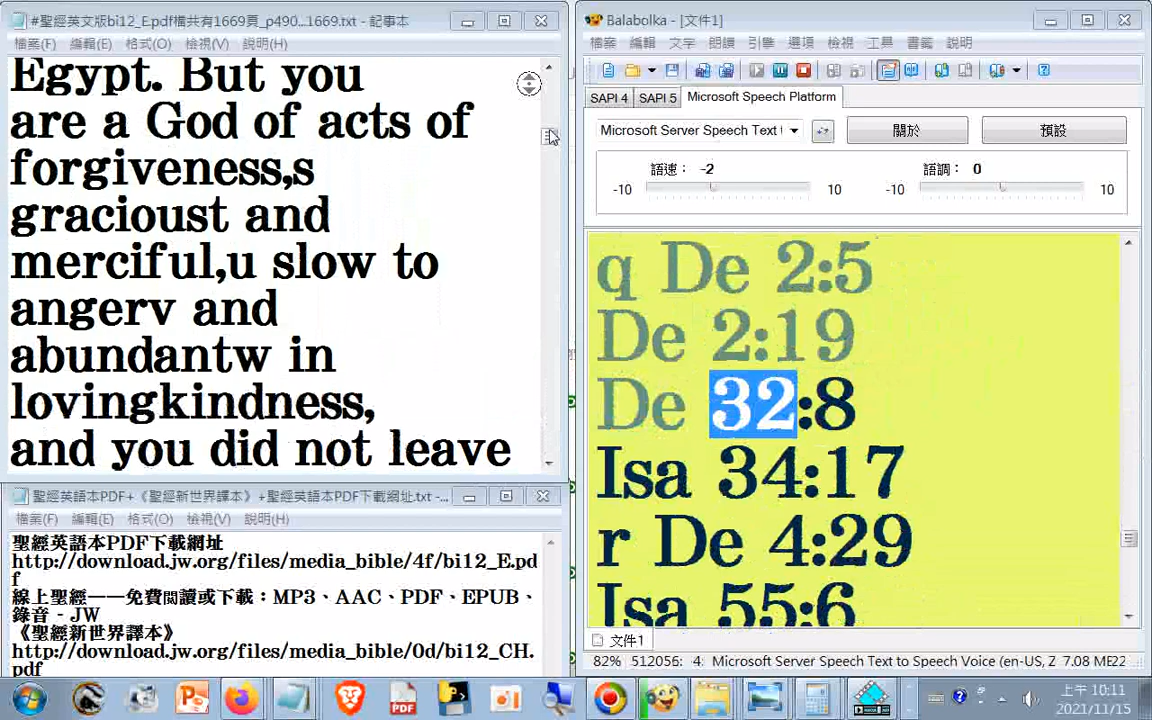 #聖經英文版bi12_E.pdf檔共有1669頁_p490...1669.txt - 記事本
檔案(F) 編輯(E) 格式(O) 檢視(V) 說明(H)
Egypt. But you
are a God of acts of
forgiveness,s
gracioust and
merciful,u slow to
angerv and
abundantw in
lovingkindness,
and you did not leave
聖經英語本PDF+《聖經新世界譯本》+聖經英語本PDF下載網址.txt -...
檔案(F) 編輯(E) 格式(O) 檢視(V) 說明(H)
聖經英語本PDF下載網址
http://download.jw.org/files/media_bible/4f/bi12_E.pd
f
線上聖經——免費閱讀或下載：MP3、AAC、PDF、EPUB、
錄音 - JW
《聖經新世界譯本》
http://download.jw.org/files/media_bible/0d/bi12_CH.
pdf
Balabolka - [文件1]
檔案 編輯 文字 朗讀 引擎 選項 檢視 工具 書籤 說明
SAPI 4 SAPI 5 Microsoft Speech Platform
Microsoft Server Speech Text 關於 預設
語速： -2 語調： 0
-10 10 -10 10
q De 2:5
De 2:19
De 32:8
Isa 34:17
r De 4:29
Isa 55:6
文件1
82% 512056: 4: Microsoft Server Speech Text to Speech Voice (en-US, Z 7.08 ME22
上午 10:11
2021/11/15